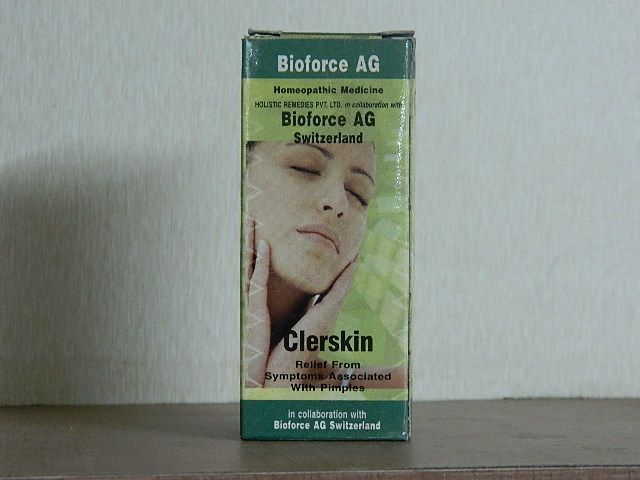 Bioforce AG
Homeopathic Medicine
HOLISTIC REMEDIES PVT. LTD. in collaboration with
Bioforce AG
Switzerland
Clerskin
Relief From
Symptoms Associated
With Pimples
in collaboration with
Bioforce AG Switzerland